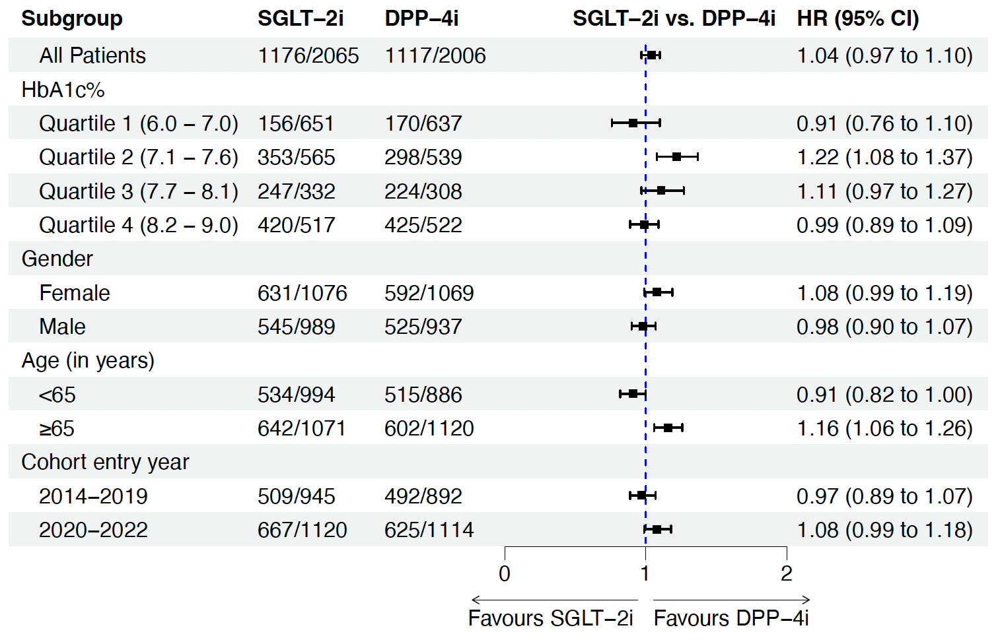 Subgroup SGLT−2i DPP−4i SGLT−2i vs. DPP−4i HR (95% CI)
All Patients 1176/2065 1117/2006 1.04 (0.97 to 1.10)
HbA1c%
Quartile 1 (6.0 − 7.0) 156/651 170/637 0.91 (0.76 to 1.10)
Quartile 2 (7.1 − 7.6) 353/565 298/539 1.22 (1.08 to 1.37)
Quartile 3 (7.7 − 8.1) 247/332 224/308 1.11 (0.97 to 1.27)
Quartile 4 (8.2 − 9.0) 420/517 425/522 0.99 (0.89 to 1.09)
Gender
Female 631/1076 592/1069 1.08 (0.99 to 1.19)
Male 545/989 525/937 0.98 (0.90 to 1.07)
Age (in years)
<65 534/994 515/886 0.91 (0.82 to 1.00)
≥65 642/1071 602/1120 1.16 (1.06 to 1.26)
Cohort entry year
2014−2019 509/945 492/892 0.97 (0.89 to 1.07)
2020−2022 667/1120 625/1114 1.08 (0.99 to 1.18)
0 1 2
Favours SGLT−2i Favours DPP−4i